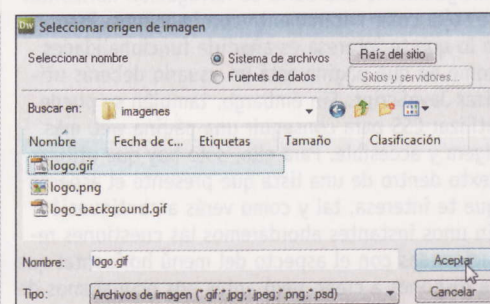 Seleccionar origen de imagen
Seleccionar nombre
Sistema de archivos
Raíz del sitio
Fuentes de datos
Sitios y servidores...
Buscar en: imagenes
Nombre Fecha de c... Etiquetas Tamaño Clasificación
logo.gif
logo.png
logo_background.gif
Nombre: logo.gif
Aceptar
Tipo: Archivos de imagen (*.gif;*.jpg;*.jpeg;*.png;*.psd)
Cancelar